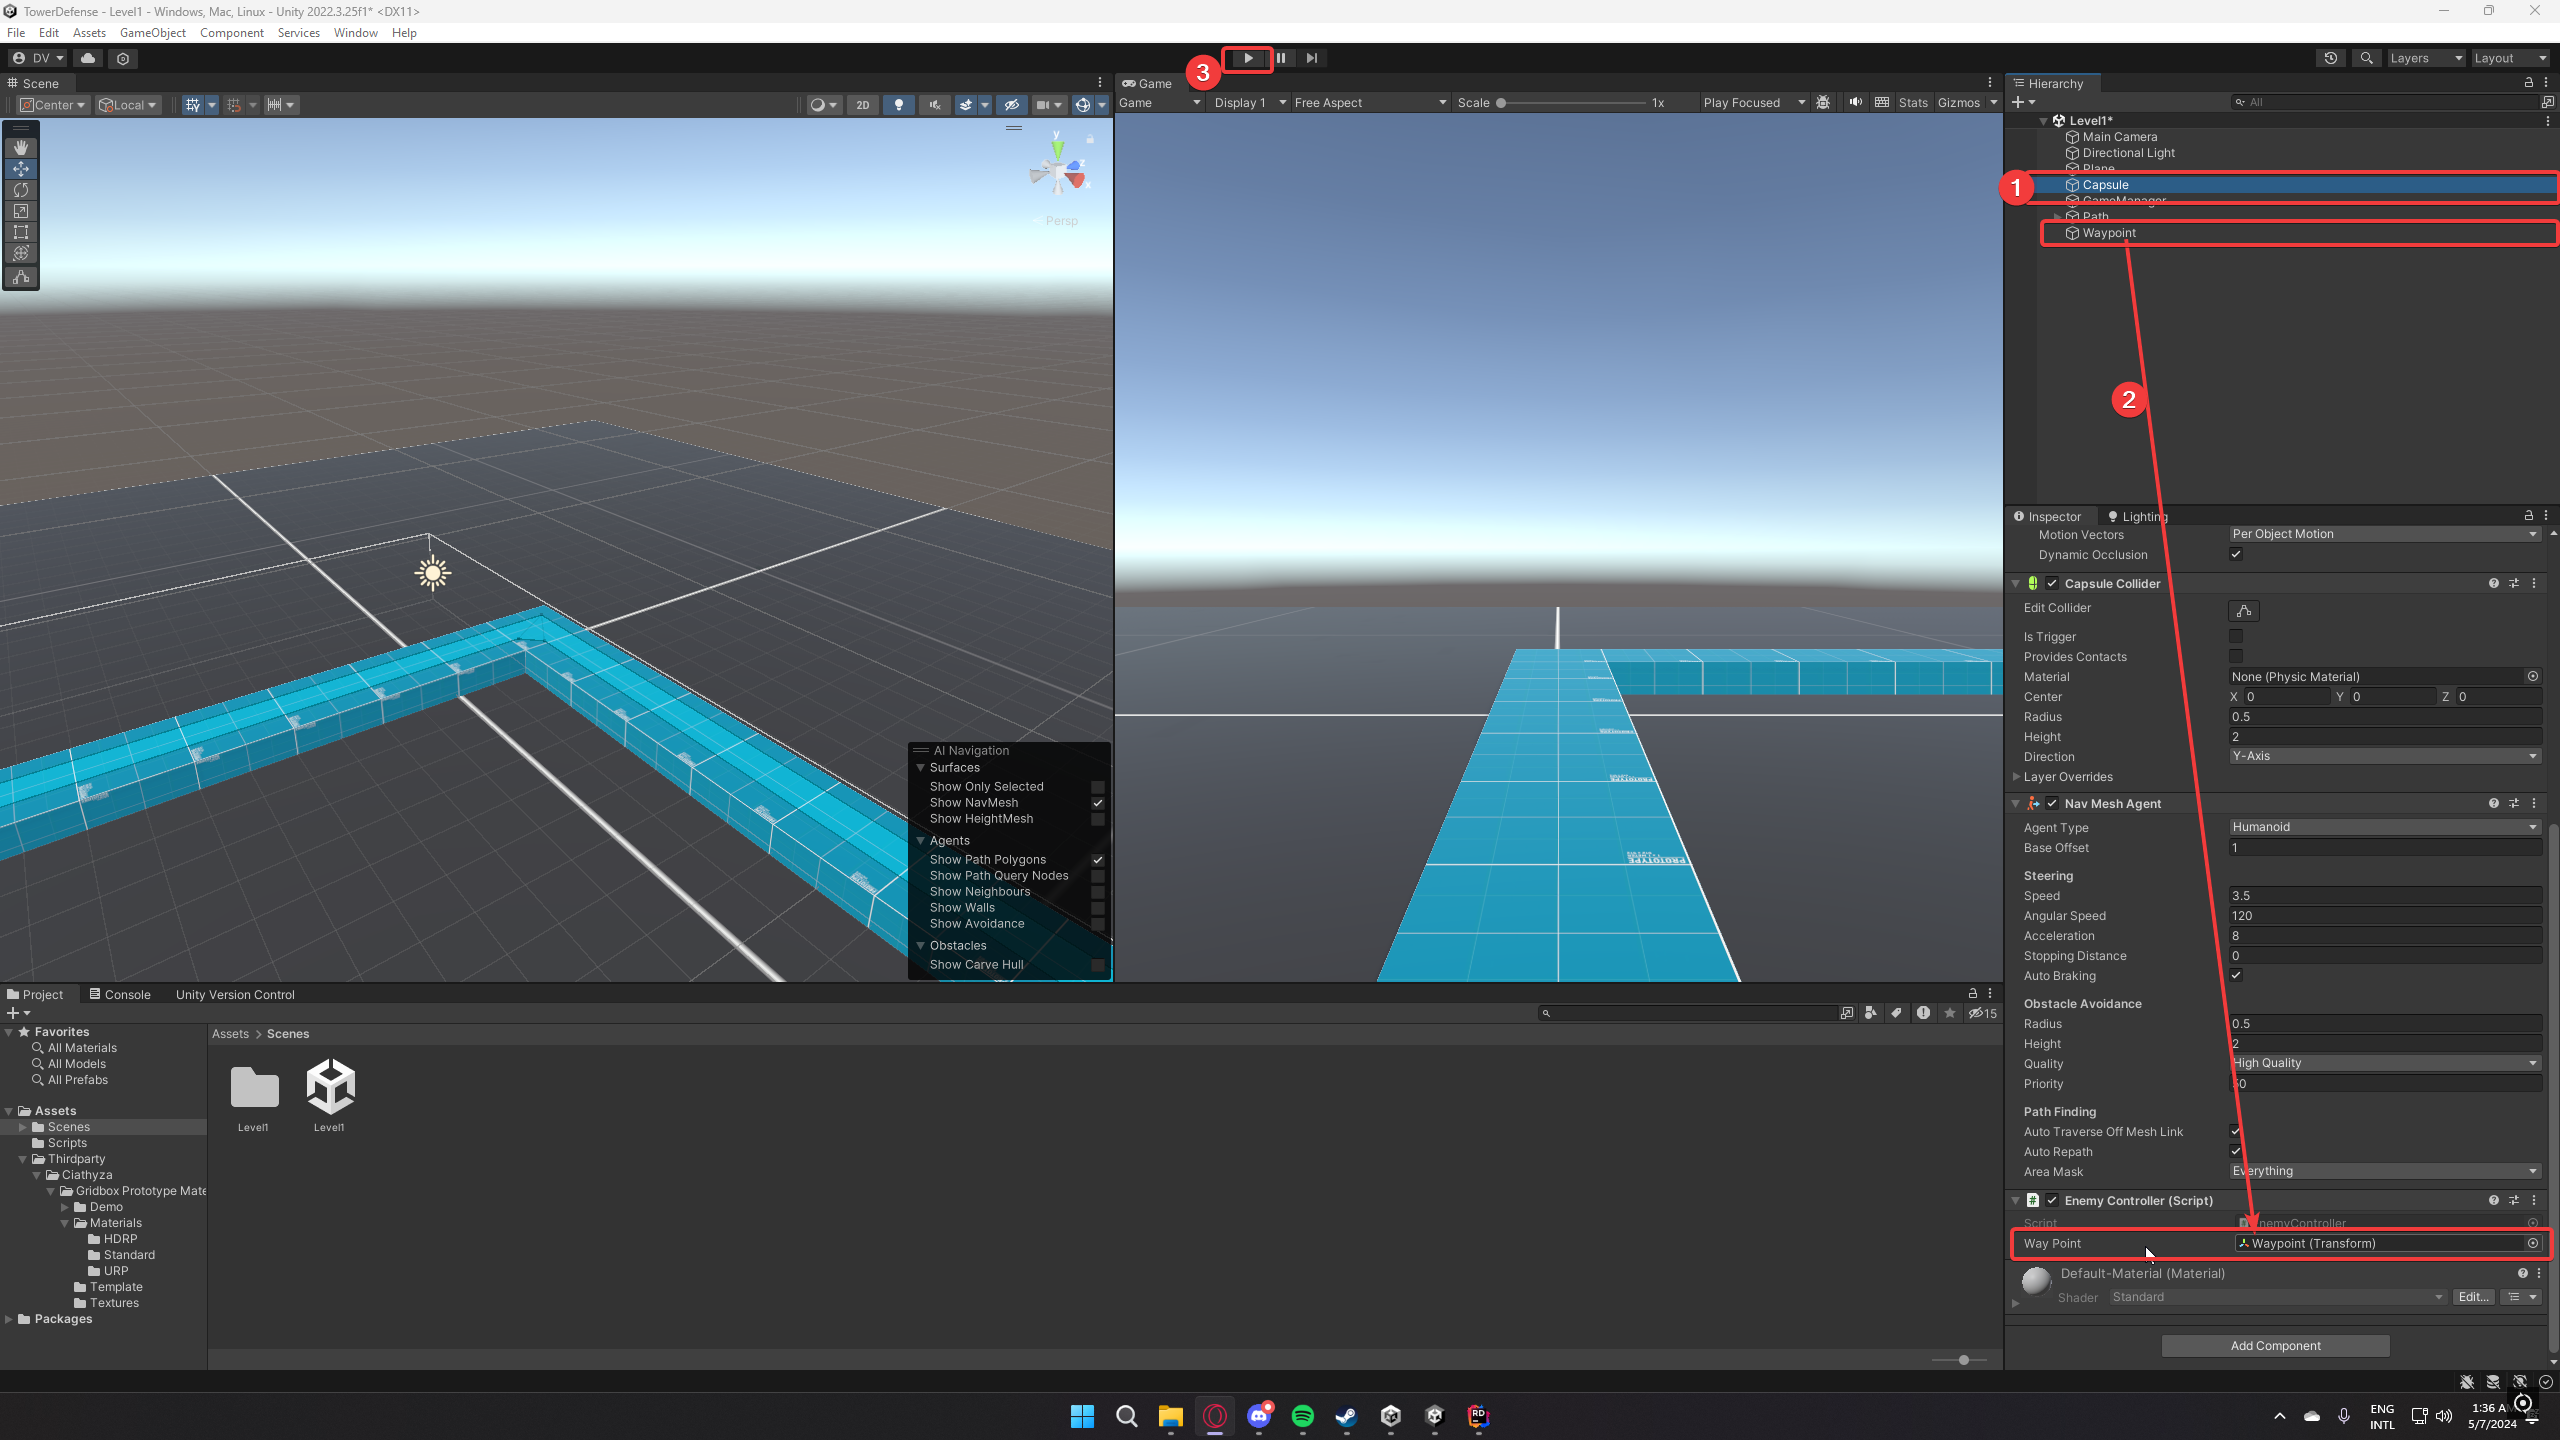 TowerDefense - Level1 - Windows, Mac, Linux - Unity 2022.3.25f1* <DX11>
File Edit Assets GameObject Component Services Window Help
DV
3
Layers
Layout
Scene
Game
Hierarchy
Center
Local
2D
Game
Display 1
Free Aspect
Scale
1x
Play Focused
Stats
Gizmos
All
y
z
x
Persp
Level1*
Main Camera
Directional Light
Plane
1
Capsule
GameManager
Path
Waypoint
2
Inspector
Lighting
Motion Vectors
Per Object Motion
Dynamic Occlusion
Capsule Collider
Edit Collider
Is Trigger
Provides Contacts
Material
None (Physic Material)
Center
X 0
Y 0
Z 0
Radius
0.5
Height
2
Direction
Y-Axis
Layer Overrides
Nav Mesh Agent
Agent Type
Humanoid
Base Offset
1
Steering
Speed
3.5
Angular Speed
120
Acceleration
8
Stopping Distance
0
Auto Braking
Obstacle Avoidance
Radius
0.5
Height
2
Quality
High Quality
Priority
50
Path Finding
Auto Traverse Off Mesh Link
Auto Repath
Area Mask
Everything
Enemy Controller (Script)
Script
EnemyController
Way Point
Waypoint (Transform)
Default-Material (Material)
Shader
Standard
Edit...
Add Component
AI Navigation
Surfaces
Show Only Selected
Show NavMesh
Show HeightMesh
Agents
Show Path Polygons
Show Path Query Nodes
Show Neighbours
Show Walls
Show Avoidance
Obstacles
Show Carve Hull
PROTOTYPE
PROTOTYPE
Project
Console
Unity Version Control
15
Favorites
All Materials
All Models
All Prefabs
Assets
Scenes
Scripts
Thirdparty
Ciathyza
Gridbox Prototype Mate
Demo
Materials
HDRP
Standard
URP
Template
Textures
Packages
Assets > Scenes
Level1
Level1
RD
ENG
INTL
1:36 A
5/7/2024